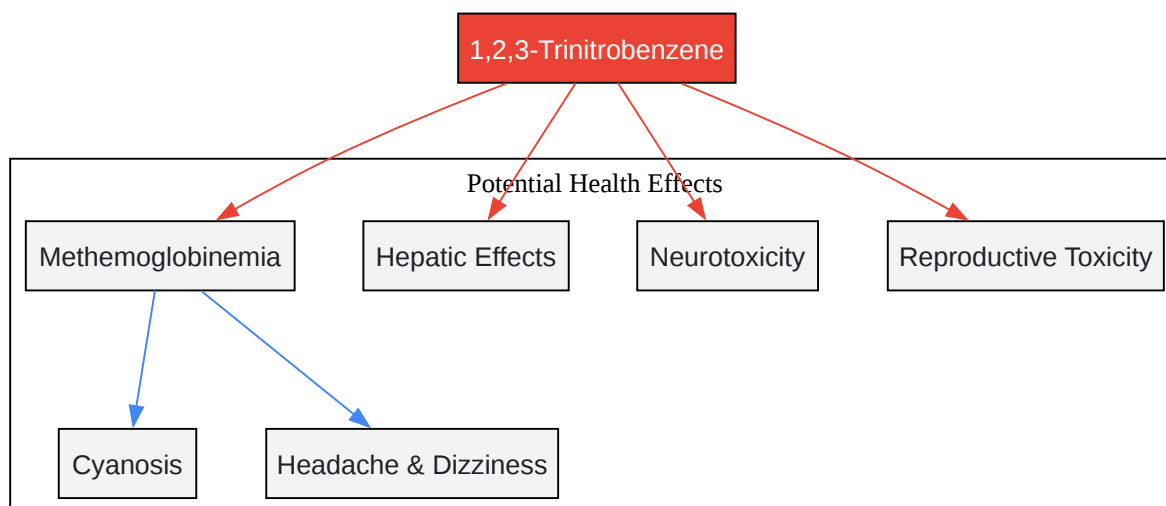 1,2,3-Trinitrobenzene
Potential Health Effects
Methemoglobinemia
Hepatic Effects
Neurotoxicity
Reproductive Toxicity
Cyanosis
Headache & Dizziness